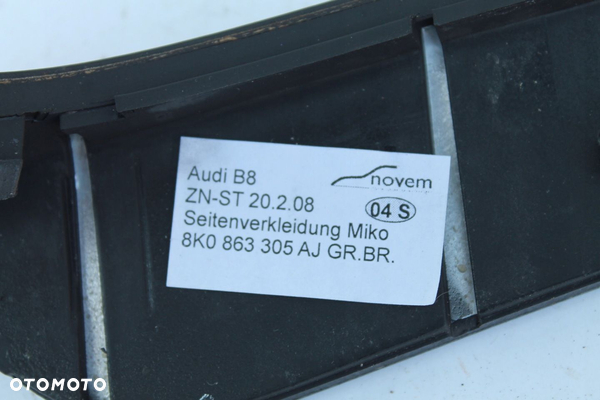 Audi B8
novem
ZN-ST 20.2.08
04 S
Seitenverkleidung Miko
8K0 863 305 AJ GR.BR.
OTOMOTO